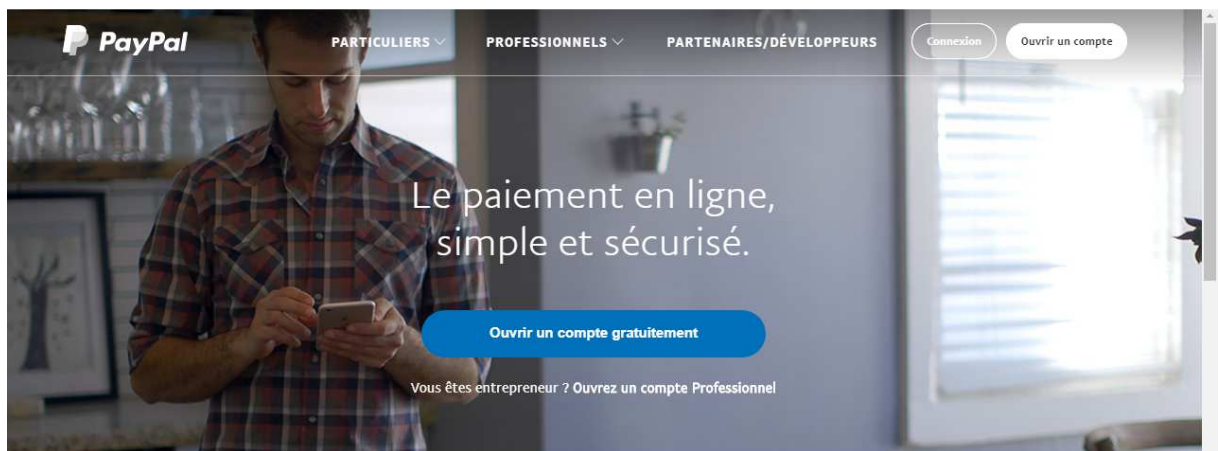 PayPal
PARTICULIERS
PROFESSIONNELS
PARTENAIRES/DÉVELOPPEURS
Connexion
Ouvrir un compte
Le paiement en ligne,
simple et sécurisé.
Ouvrir un compte gratuitement
Vous êtes entrepreneur ? Ouvrez un compte Professionnel